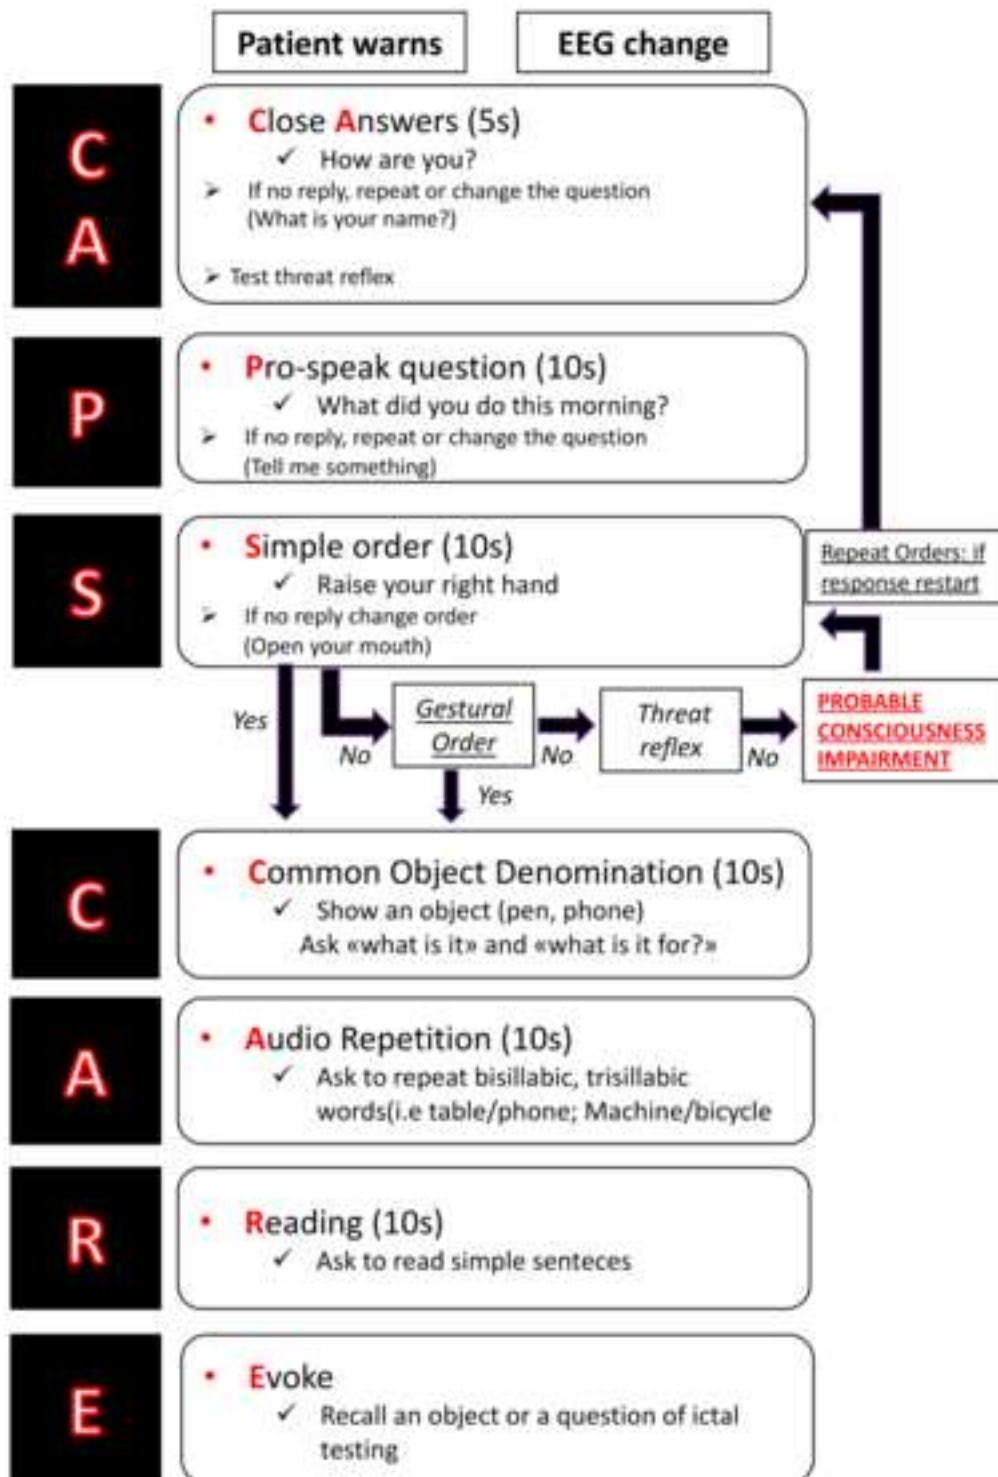 Patient warns
EEG change
C
A
• Close Answers (5s)
✓ How are you?
➢ If no reply, repeat or change the question
(What is your name?)
➢ Test threat reflex
P
• Pro-speak question (10s)
✓ What did you do this morning?
➢ If no reply, repeat or change the question
(Tell me something)
S
• Simple order (10s)
✓ Raise your right hand
➢ If no reply change order
(Open your mouth)
Repeat Orders: if
response restart
Yes
No
Gestural
Order
No
Yes
Threat
reflex
No
PROBABLE
CONSCIOUSNESS
IMPAIRMENT
C
• Common Object Denomination (10s)
✓ Show an object (pen, phone)
Ask «what is it» and «what is it for?»
A
• Audio Repetition (10s)
✓ Ask to repeat bisillabic, trisillabic
words(i.e table/phone; Machine/bicycle
R
• Reading (10s)
✓ Ask to read simple senteces
E
• Evoke
✓ Recall an object or a question of ictal
testing